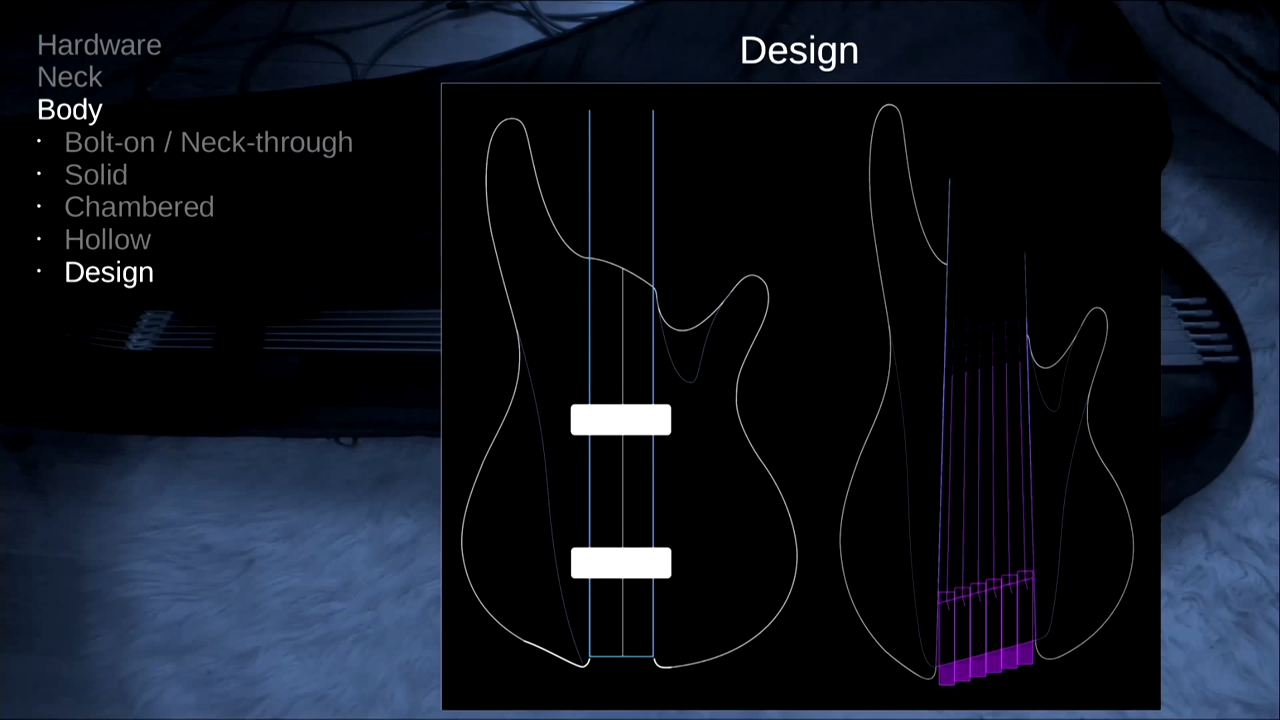 Design
Hardware
Neck
Body
· Bolt-on / Neck-through
· Solid
· Chambered
· Hollow
· Design